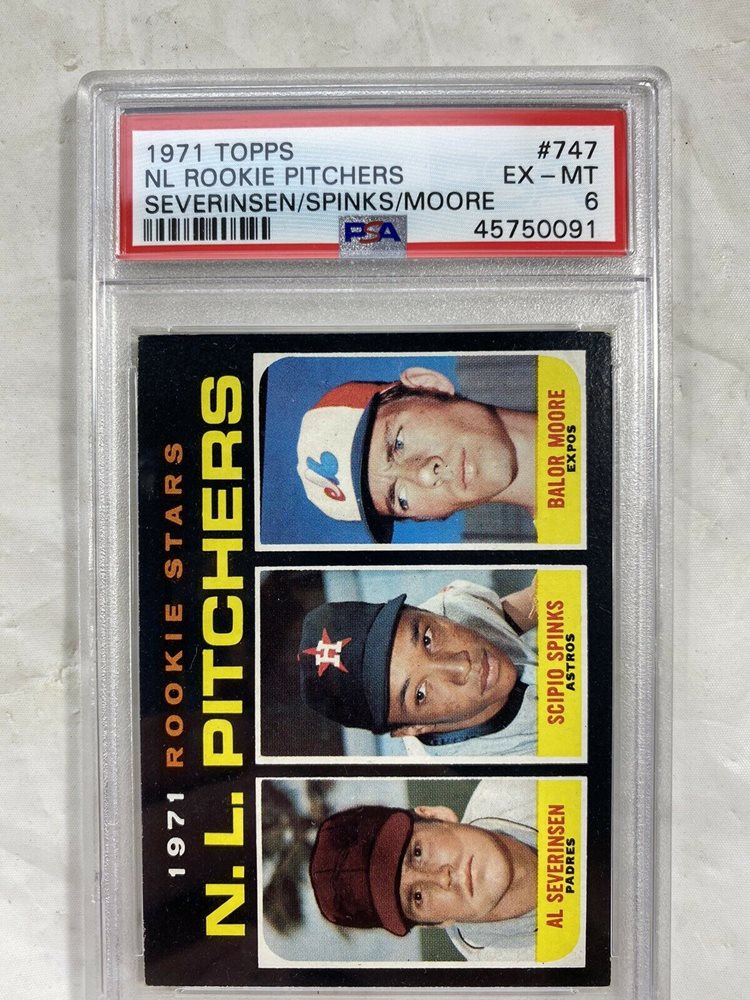 1971 TOPPS #747
NL ROOKIE PITCHERS EX-MT
SEVERINSEN/SPINKS/MOORE 6
PSA 45750091
1971 ROOKIE STARS
N.L. PITCHERS
AL SEVERINSEN
PADRES
SCIPIO SPINKS
ASTROS
H
BALOR MOORE
EXPOS
eb